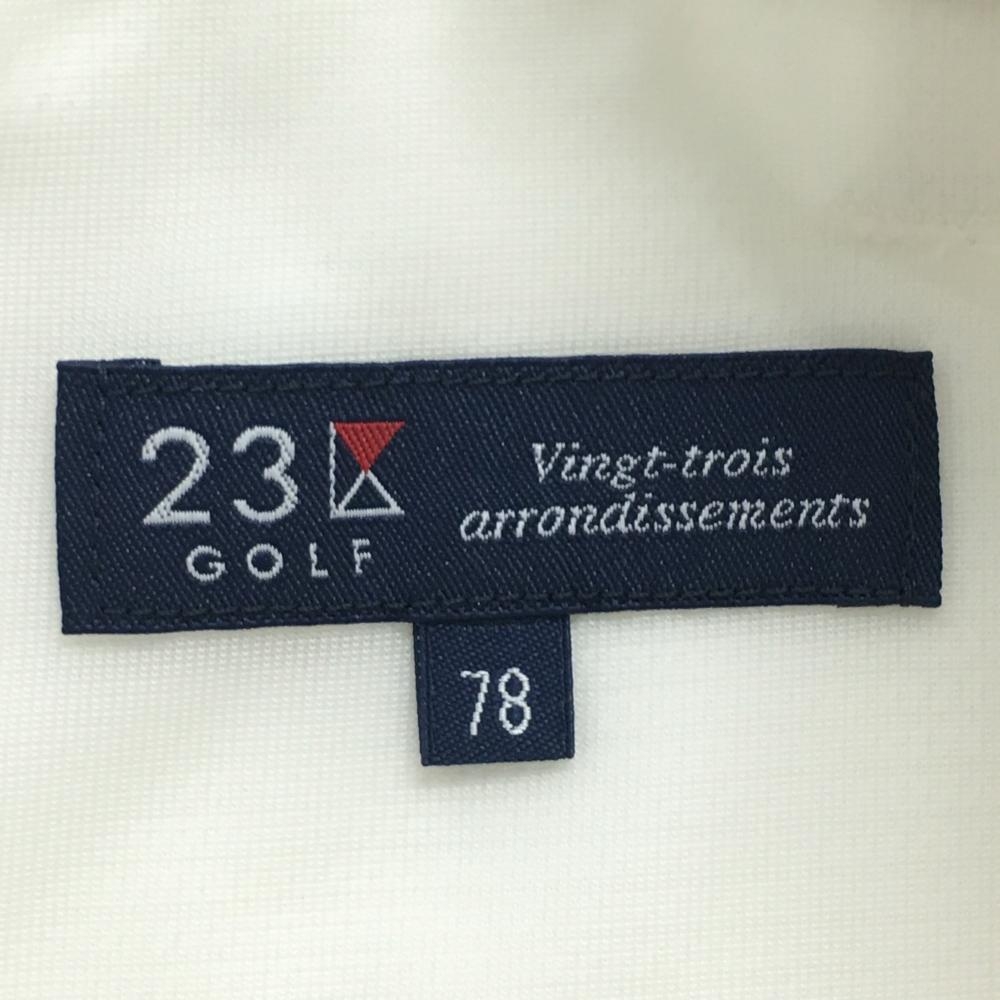 23
GOLF
Vingt-trois
arrondissements
78